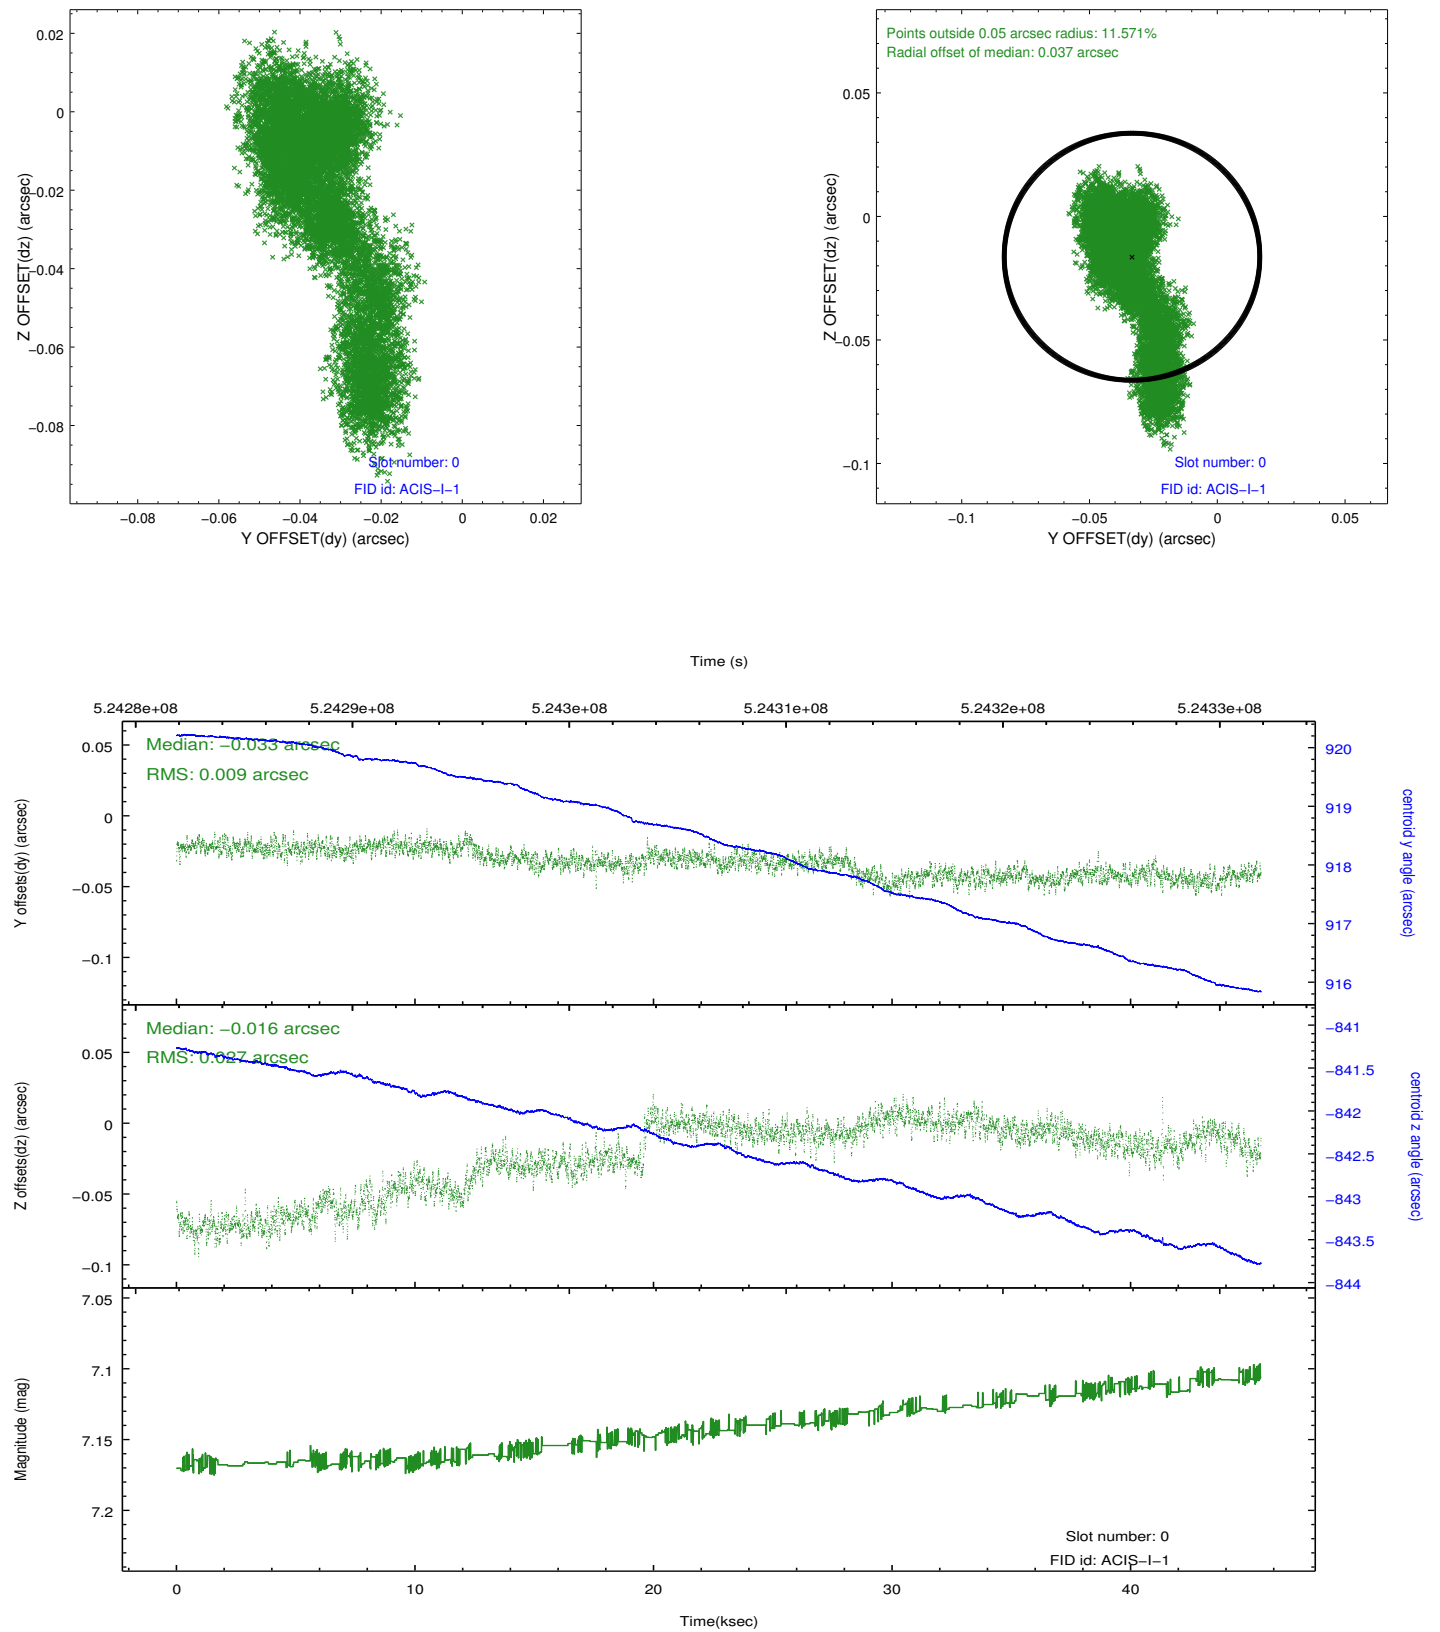 0.02
0
−0.02
−0.04
−0.06
−0.08
Z OFFSET(dz) (arcsec)
Slot number: 0
FID id: ACIS−I−1
−0.08 −0.06 −0.04 −0.02 0 0.02
Y OFFSET(dy) (arcsec)
Points outside 0.05 arcsec radius: 11.571%
Radial offset of median: 0.037 arcsec
0.05
0
−0.05
−0.1
Z OFFSET(dz) (arcsec)
Slot number: 0
FID id: ACIS−I−1
−0.1 −0.05 0 0.05
Y OFFSET(dy) (arcsec)
Time (s)
5.2428e+08 5.2429e+08 5.243e+08 5.2431e+08 5.2432e+08 5.2433e+08
Median: −0.033 arcsec
RMS: 0.009 arcsec
0.05
0
−0.05
−0.1
Y offsets(dy) (arcsec)
920
919
918
917
916
centroid y angle (arcsec)
Median: −0.016 arcsec
RMS: 0.027 arcsec
0.05
0
−0.05
−0.1
Z offsets(dz) (arcsec)
−841
−841.5
−842
−842.5
−843
−843.5
−844
centroid z angle (arcsec)
7.05
7.1
7.15
7.2
Magnitude (mag)
Slot number: 0
FID id: ACIS−I−1
0 10 20 30 40
Time(ksec)